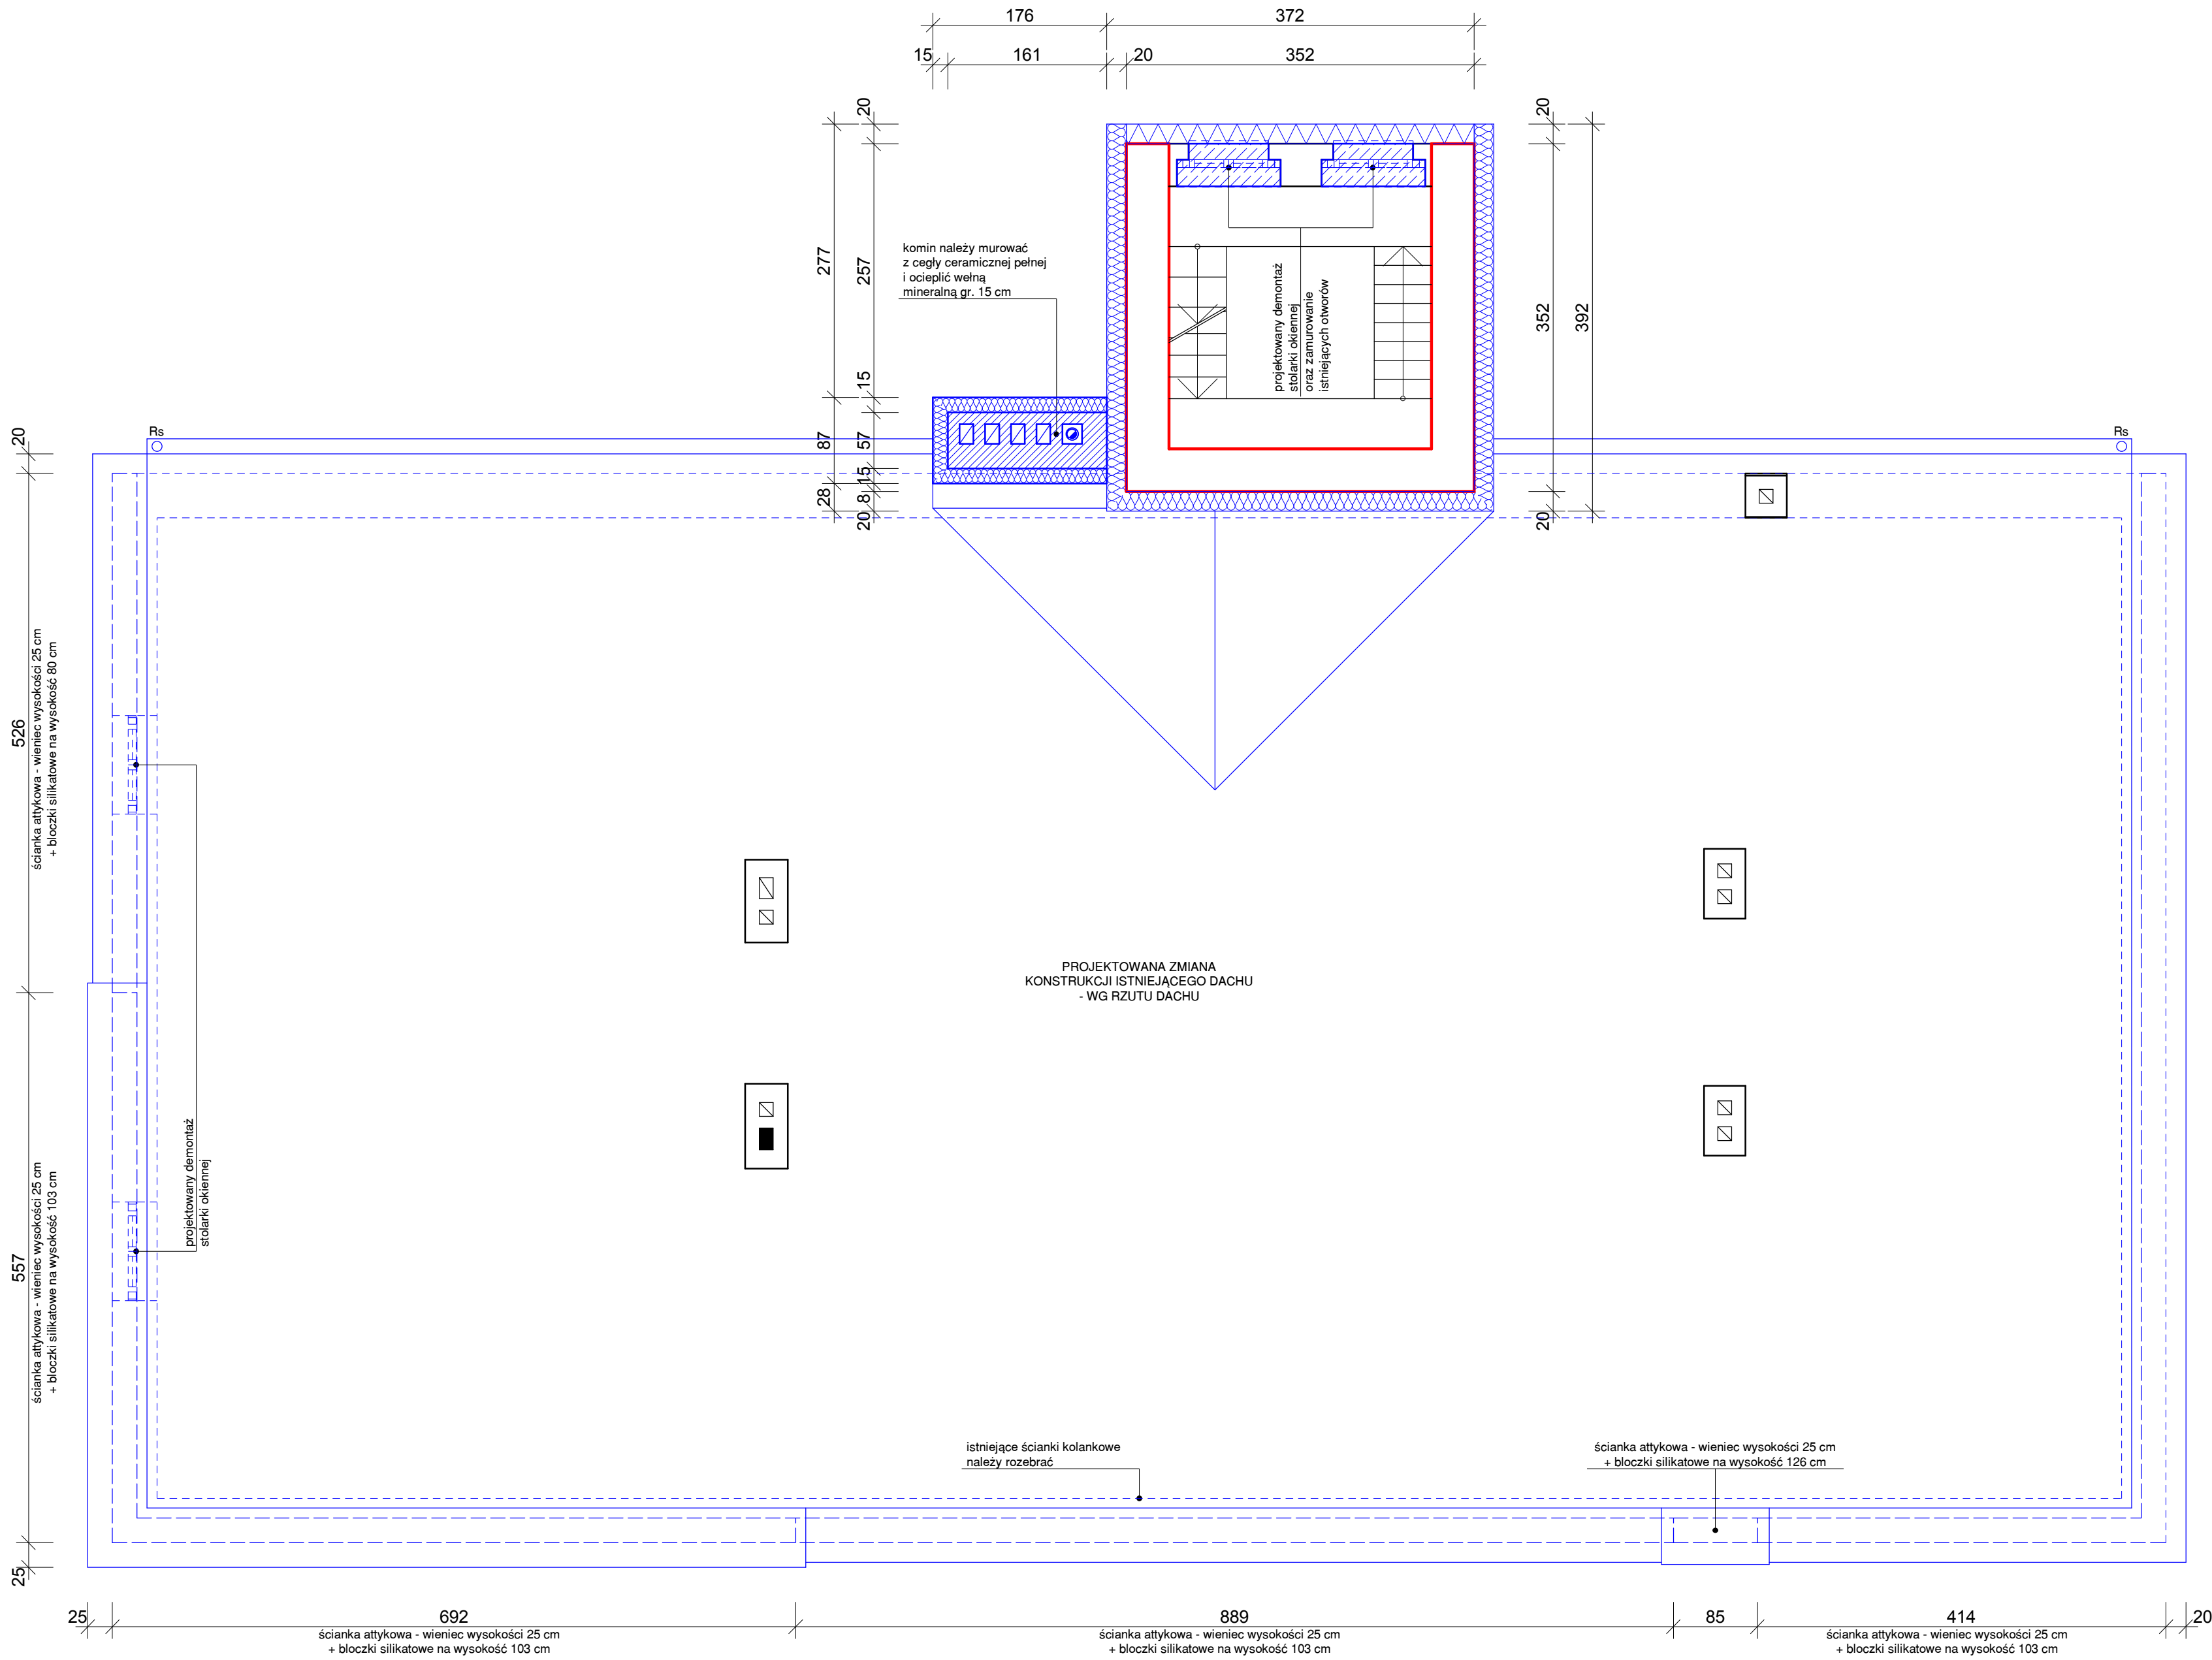 176
372
15
161
20
352
20
277
257
15
87
57
15
28
8
20
20
352
392
20
komin należy murować
z cegły ceramicznej pełnej
i ocieplić wełną
mineralną gr. 15 cm
projektowany demontaż
stolarki okiennej
oraz zamurowanie
istniejących otworów
Rs
Rs
20
526
ścianka attykowa - wieniec wysokości 25 cm
+ bloczki silikatowe na wysokość 80 cm
557
ścianka attykowa - wieniec wysokości 25 cm
+ bloczki silikatowe na wysokość 103 cm
25
projektowany demontaż
stolarki okiennej
PROJEKTOWANA ZMIANA
KONSTRUKCJI ISTNIEJĄCEGO DACHU
- WG RZUTU DACHU
istniejące ścianki kolankowe
należy rozebrać
ścianka attykowa - wieniec wysokości 25 cm
+ bloczki silikatowe na wysokość 126 cm
25
692
889
85
414
20
ścianka attykowa - wieniec wysokości 25 cm
+ bloczki silikatowe na wysokość 103 cm
ścianka attykowa - wieniec wysokości 25 cm
+ bloczki silikatowe na wysokość 103 cm
ścianka attykowa - wieniec wysokości 25 cm
+ bloczki silikatowe na wysokość 103 cm